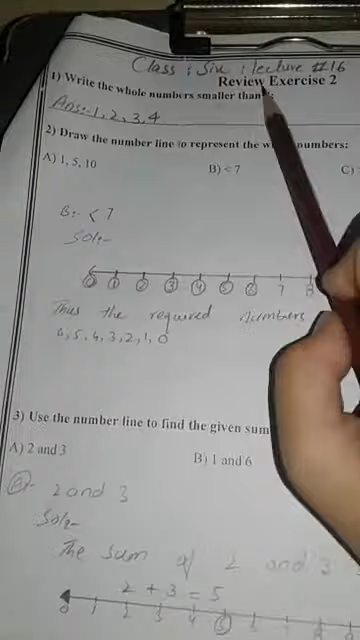 Class : Six : lecture #16
Review Exercise 2
1) Write the whole numbers smaller than
Ans:- 1, 2, 3, 4
2) Draw the number line to represent the numbers:
A) 1, 5, 10 B) < 7 C)
B:- < 7
Sol:-
0 1 2 3 4 5 6 7 8
Thus the required numbers
6, 5, 4, 3, 2, 1, 0
3) Use the number line to find the given sum
A) 2 and 3 B) 1 and 6
A:- 2 and 3
Sol:-
The sum of 2 and 3
2 + 3 = 5
0 1 2 3 4 5